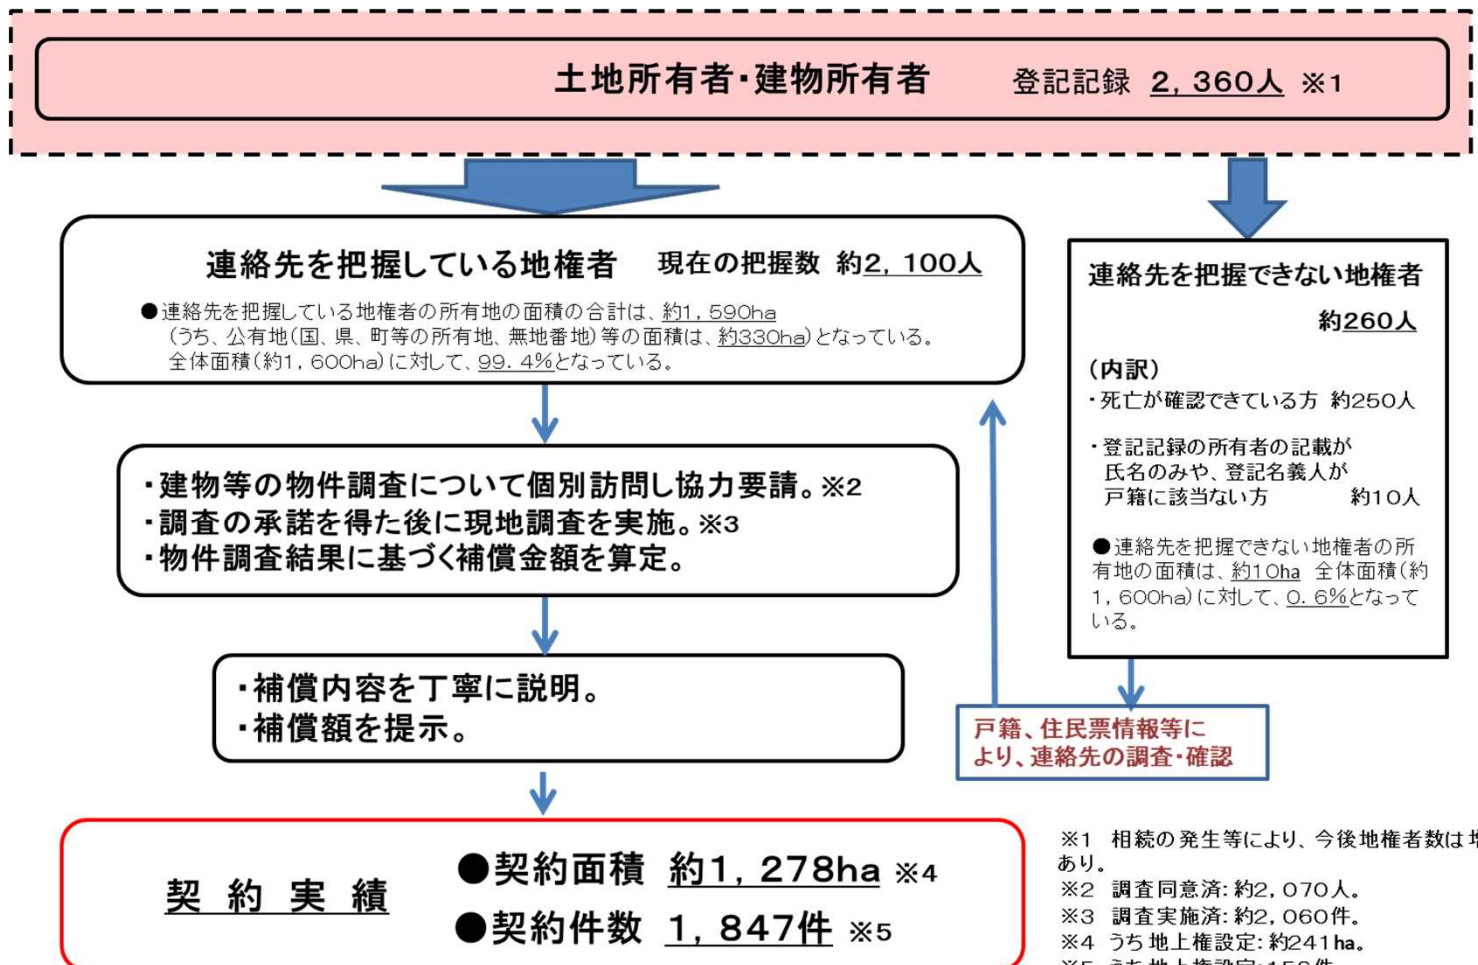 土地所有者・建物所有者　登記記録 2,360人 ※1
連絡先を把握している地権者　現在の把握数 約2,100人
●連絡先を把握している地権者の所有地の面積の合計は、約1,590ha
(うち、公有地(国、県、町等の所有地、無地番地)等の面積は、約330ha)となっている。
全体面積(約1,600ha)に対して、99.4%となっている。
・建物等の物件調査について個別訪問し協力要請。※2
・調査の承諾を得た後に現地調査を実施。※3
・物件調査結果に基づく補償金額を算定。
・補償内容を丁寧に説明。
・補償額を提示。
契約実績
●契約面積 約1,278ha ※4
●契約件数 1,847件 ※5
連絡先を把握できない地権者
約260人
(内訳)
・死亡が確認できている方 約250人
・登記記録の所有者の記載が
氏名のみや、登記名義人が
戸籍に該当ない方　約10人
●連絡先を把握できない地権者の所
有地の面積は、約10ha 全体面積(約
1,600ha)に対して、0.6%となって
いる。
戸籍、住民票情報等に
より、連絡先の調査・確認
※1 相続の発生等により、今後地権者数は増
あり。
※2 調査同意済:約2,070人。
※3 調査実施済:約2,060件。
※4 うち地上権設定:約241ha。
※5 うち地上権設定: